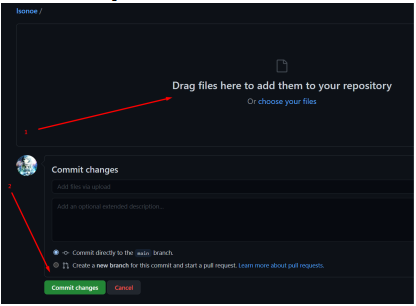 lsonoe /
Drag files here to add them to your repository
Or choose your files
1
Commit changes
Add files via upload
2
Add an optional extended description...
Commit directly to the main branch.
Create a new branch for this commit and start a pull request. Learn more about pull requests.
Commit changes Cancel